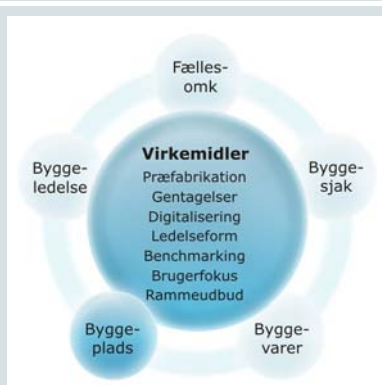 Fælles-
omk
Bygge-
ledelse
Bygge-
sjak
Virkemidler
Præfabrikation
Gentagelser
Digitalisering
Ledelseform
Benchmarking
Brugerfokus
Rammeudbud
Bygge-
plads
Bygge-
varer